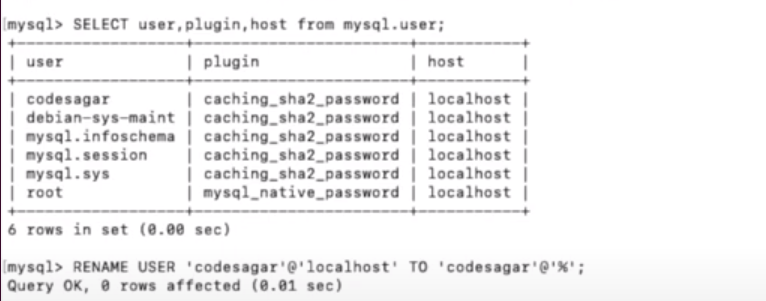 [mysql> SELECT user,plugin,host from mysql.user;
+------------------+-----------------------+-----------+
| user             | plugin                | host      |
+------------------+-----------------------+-----------+
| codesagar        | caching_sha2_password | localhost |
| debian-sys-maint | caching_sha2_password | localhost |
| mysql.infoschema | caching_sha2_password | localhost |
| mysql.session    | caching_sha2_password | localhost |
| mysql.sys        | caching_sha2_password | localhost |
| root             | mysql_native_password | localhost |
+------------------+-----------------------+-----------+
6 rows in set (0.00 sec)
[mysql> RENAME USER 'codesagar'@'localhost' TO 'codesagar'@'%';
Query OK, 0 rows affected (0.01 sec)